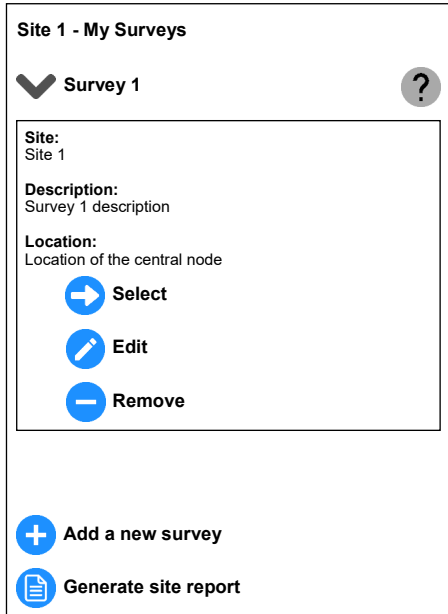 Site 1 - My Surveys
Survey 1
?
Site:
Site 1
Description:
Survey 1 description
Location:
Location of the central node
Select
Edit
Remove
Add a new survey
Generate site report